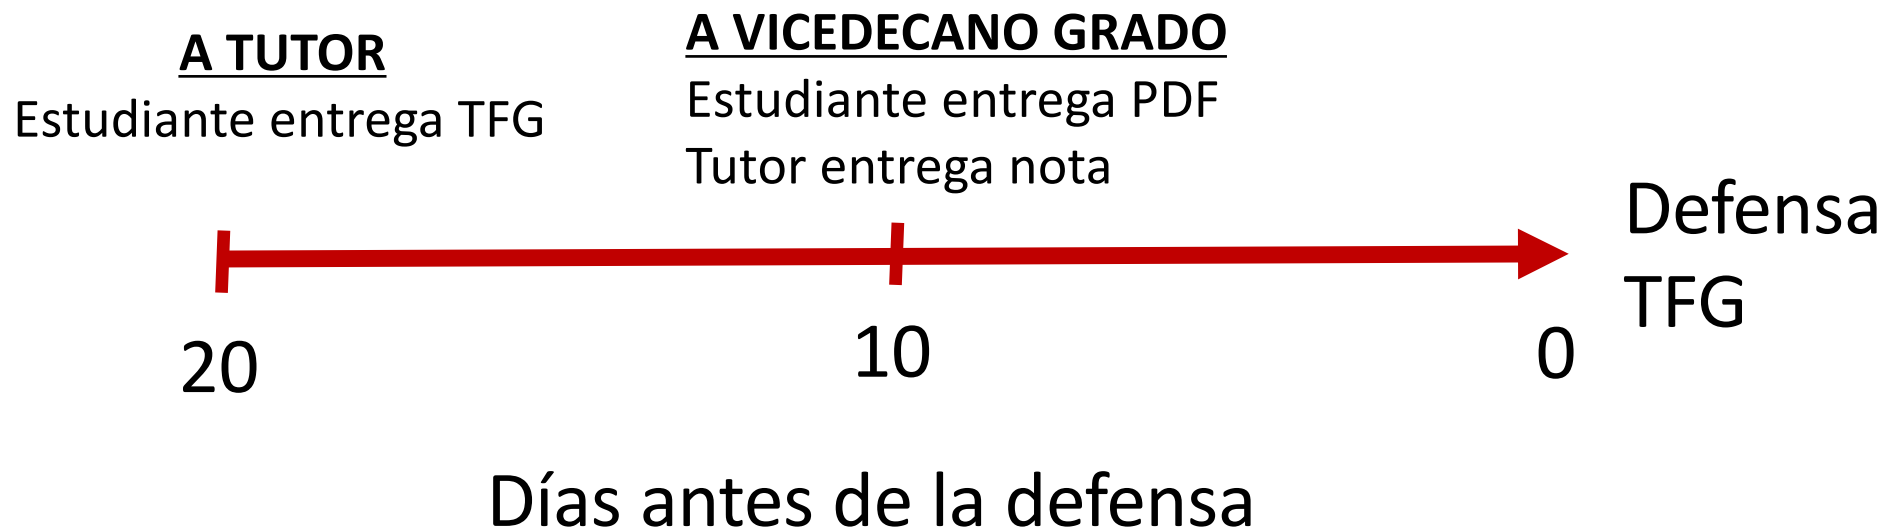 A TUTOR
Estudiante entrega TFG
A VICEDECANO GRADO
Estudiante entrega PDF
Tutor entrega nota
Defensa
TFG
20
10
0
Días antes de la defensa